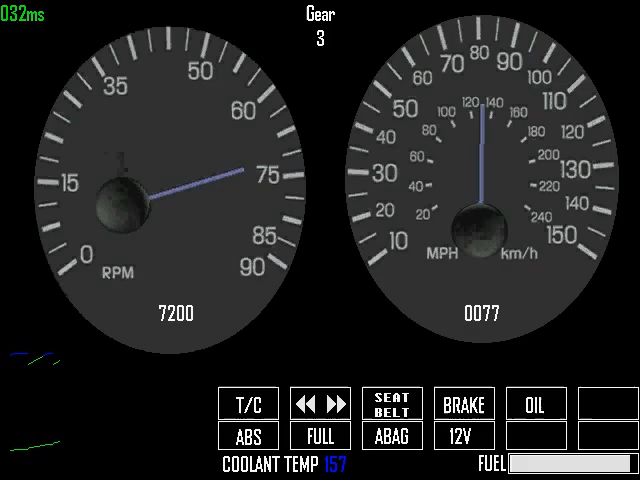 032ms
Gear
3
0
15
35
50
60
75
85
90
RPM
7200
10
20
30
40
50
60
70
80
90
100
110
120
130
140
150
20
40
60
80
100
120
140
160
180
200
220
240
MPH
km/h
0077
T/C
SEAT BELT
BRAKE
OIL
ABS
FULL
ABAG
12V
COOLANT TEMP 157
FUEL